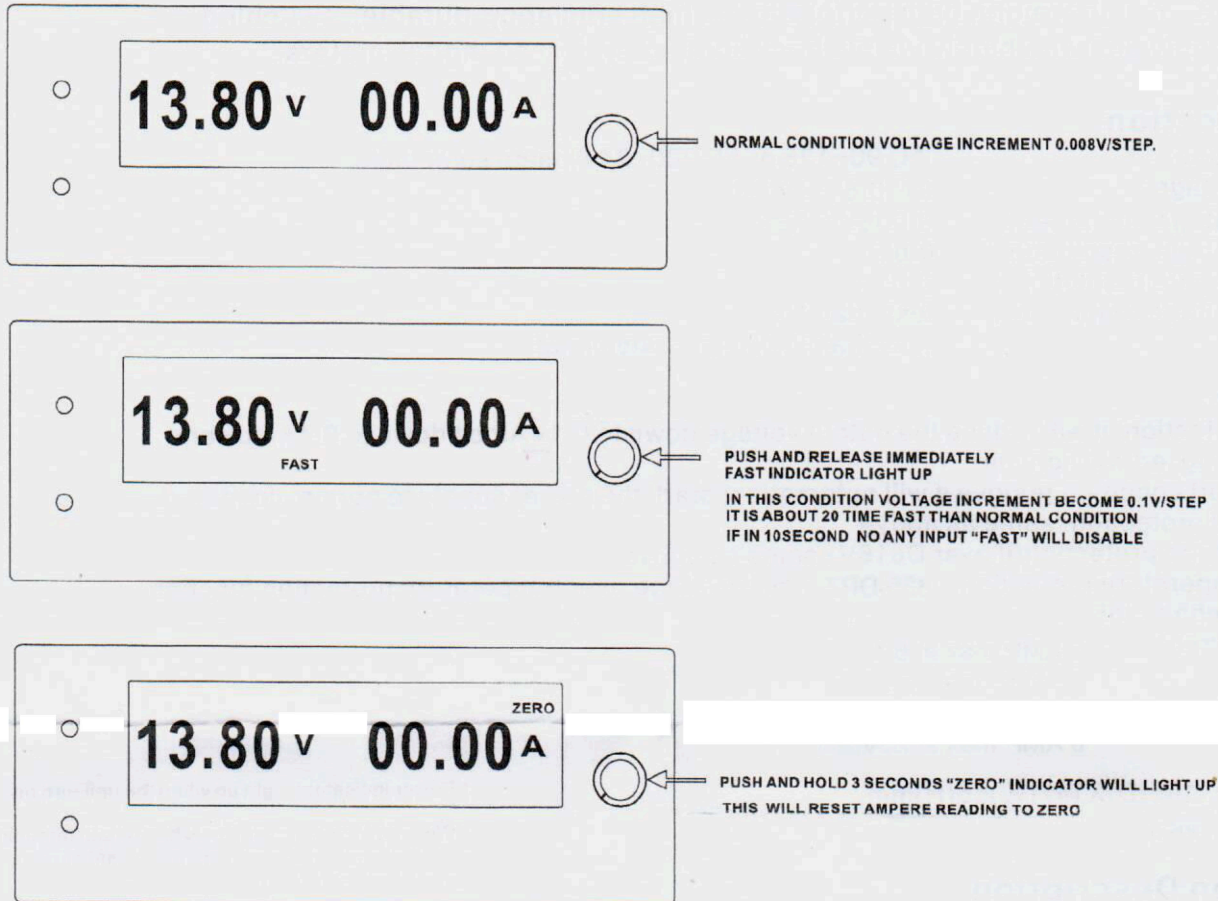 13.80 V 00.00 A
NORMAL CONDITION VOLTAGE INCREMENT 0.008V/STEP.
13.80 V 00.00 A
FAST
PUSH AND RELEASE IMMEDIATELY
FAST INDICATOR LIGHT UP
IN THIS CONDITION VOLTAGE INCREMENT BECOME 0.1V/STEP
IT IS ABOUT 20 TIME FAST THAN NORMAL CONDITION
IF IN 10SECOND NO ANY INPUT “FAST” WILL DISABLE
ZERO
13.80 V 00.00 A
PUSH AND HOLD 3 SECONDS “ZERO” INDICATOR WILL LIGHT UP
THIS WILL RESET AMPERE READING TO ZERO